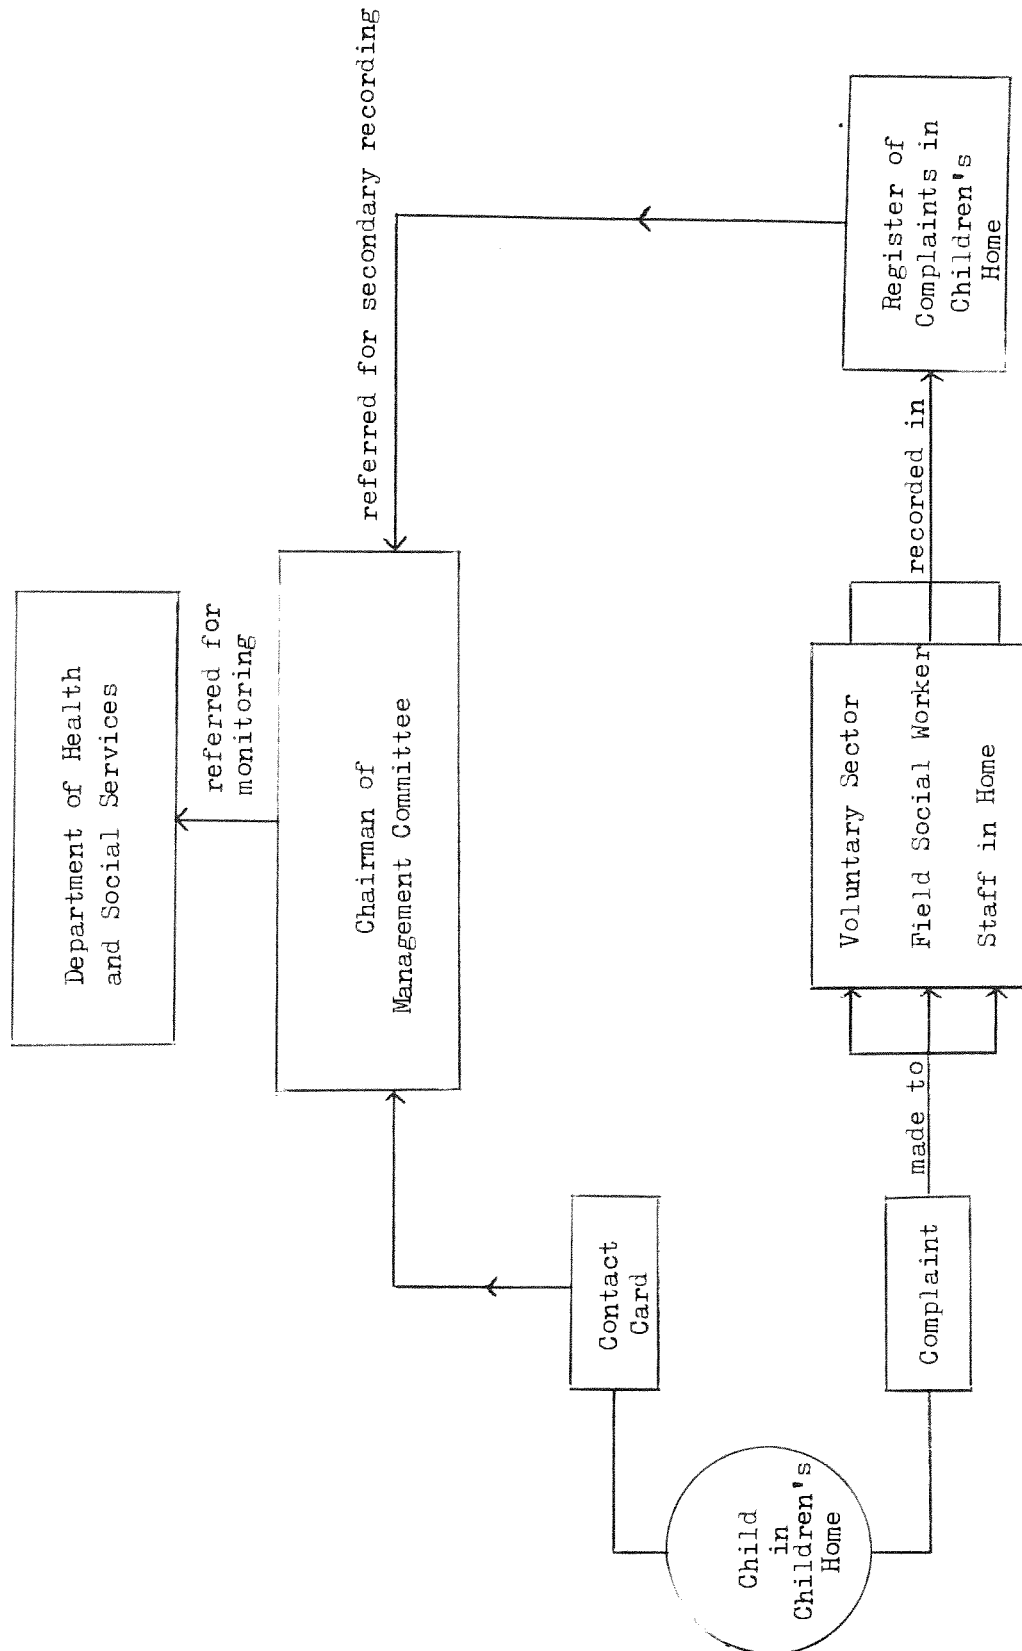 Department of Health
and Social Services
referred for
monitoring
Chairman of
Management Committee
referred for secondary recording
Contact
Card
Child
in
Children's
Home
Complaint
made to
Voluntary Sector
Field Social Worker
Staff in Home
recorded in
Register of
Complaints in
Children's
Home